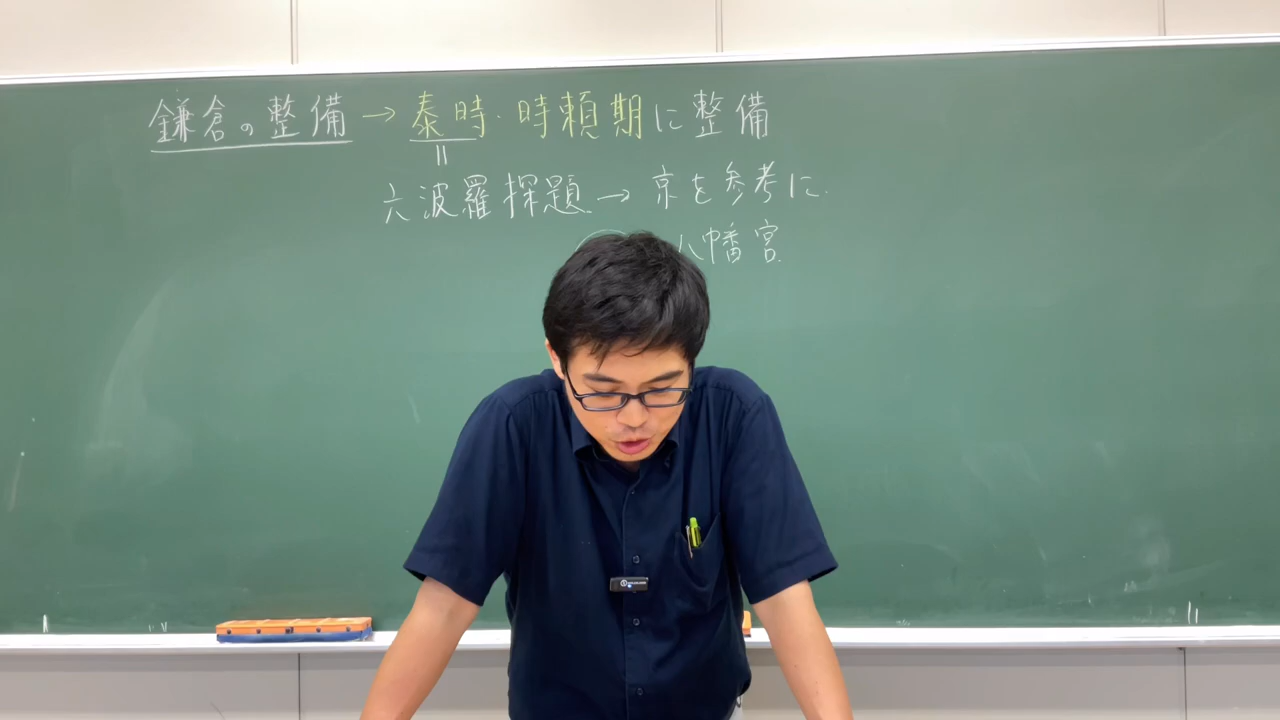 鎌倉の整備→泰時・時頼期に整備
||
六波羅探題→京を参考に
八幡宮